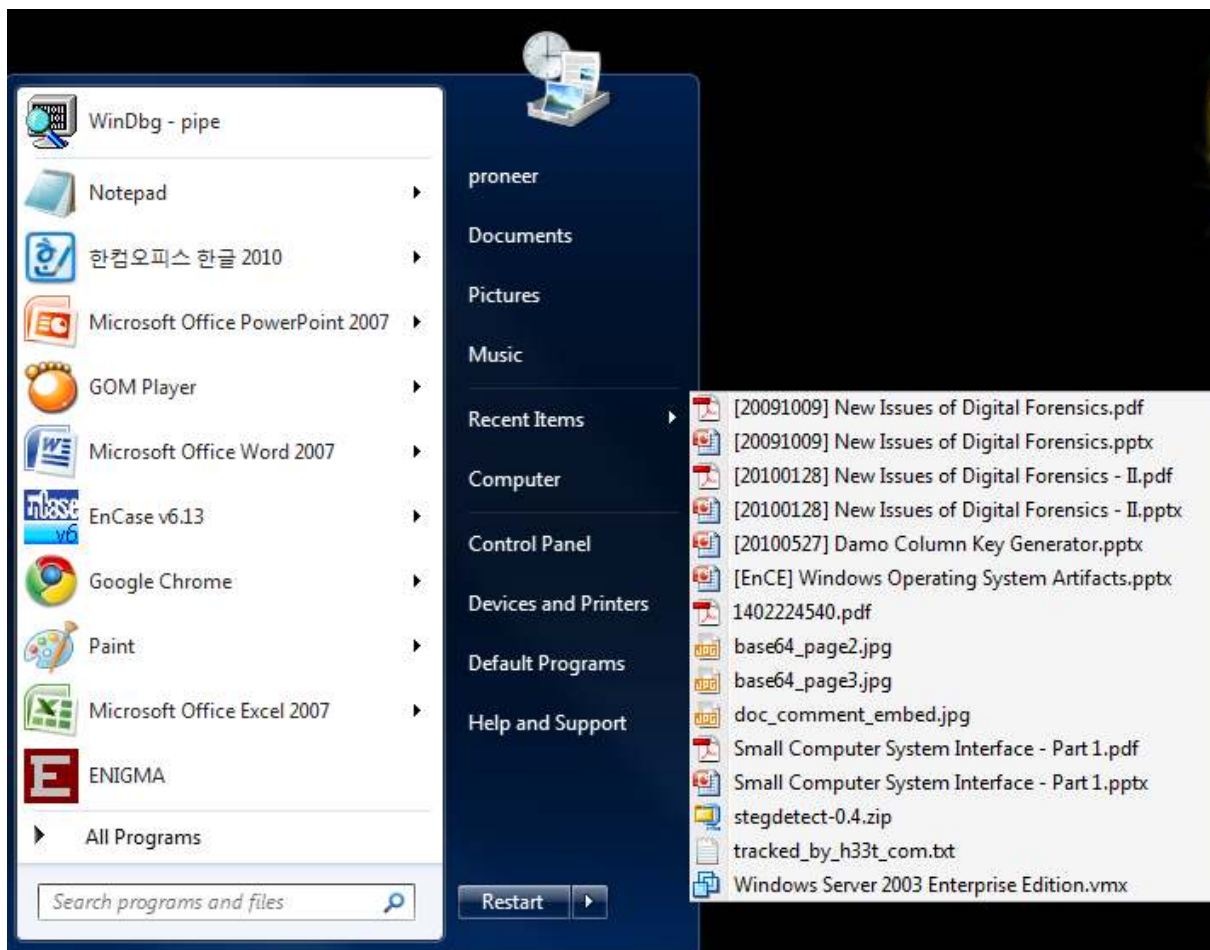 WinDbg - pipe
Notepad
한컴오피스 한글 2010
Microsoft Office PowerPoint 2007
GOM Player
Microsoft Office Word 2007
EnCase v6.13
Google Chrome
Paint
Microsoft Office Excel 2007
ENIGMA
All Programs
Search programs and files
proneer
Documents
Pictures
Music
Recent Items
Computer
Control Panel
Devices and Printers
Default Programs
Help and Support
Restart
[20091009] New Issues of Digital Forensics.pdf
[20091009] New Issues of Digital Forensics.pptx
[20100128] New Issues of Digital Forensics - II.pdf
[20100128] New Issues of Digital Forensics - II.pptx
[20100527] Damo Column Key Generator.pptx
[EnCE] Windows Operating System Artifacts.pptx
1402224540.pdf
base64_page2.jpg
base64_page3.jpg
doc_comment_embed.jpg
Small Computer System Interface - Part 1.pdf
Small Computer System Interface - Part 1.pptx
stegdetect-0.4.zip
tracked_by_h33t_com.txt
Windows Server 2003 Enterprise Edition.vmx